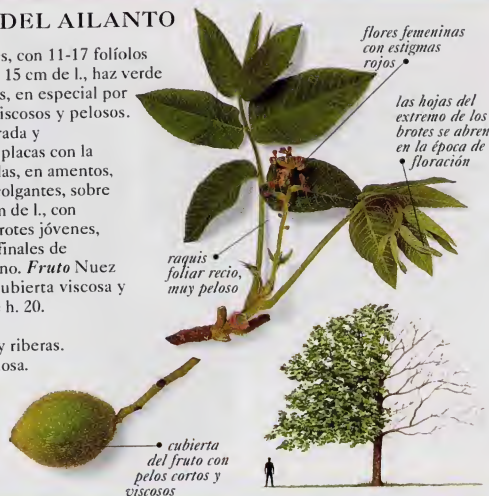 DEL AILANTO
s, con 11-17 folíolos
15 cm de l., haz verde
s, en especial por
iscosos y pelosos.
rada y
placas con la
las, en amentos,
olgantes, sobre
m de l., con
rotes jóvenes,
finales de
no. Fruto Nuez
ubierta viscosa y
h. 20.
y riberas.
osa.
flores femeninas
con estigmas
rojos
las hojas del
extremo de los
brotes se abren
en la época de
floración
raquis
foliar recio,
muy peloso
cubierta
del fruto con
pelos cortos y
viscosos